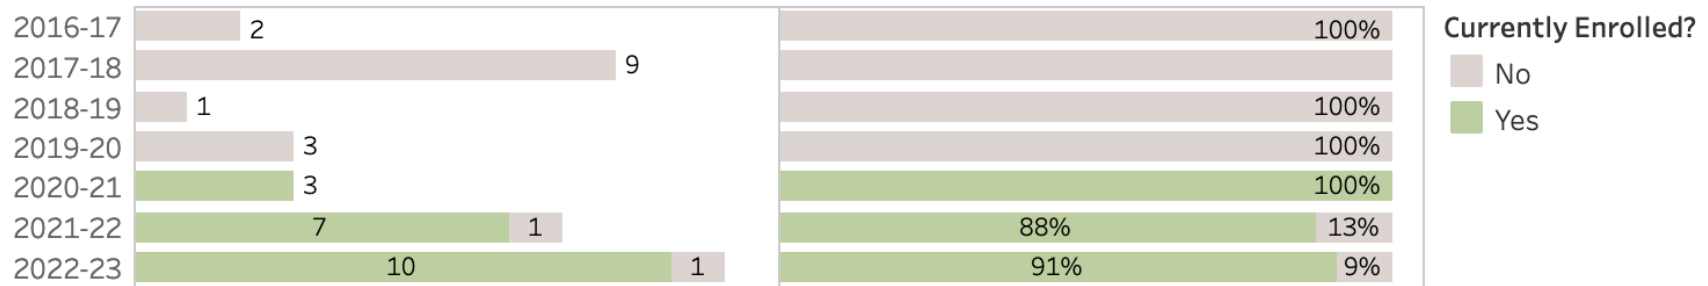 2016-17 2 100% Currently Enrolled?
2017-18 9 No
2018-19 1 100% Yes
2019-20 3 100%
2020-21 3 100%
2021-22 7 1 88% 13%
2022-23 10 1 91% 9%